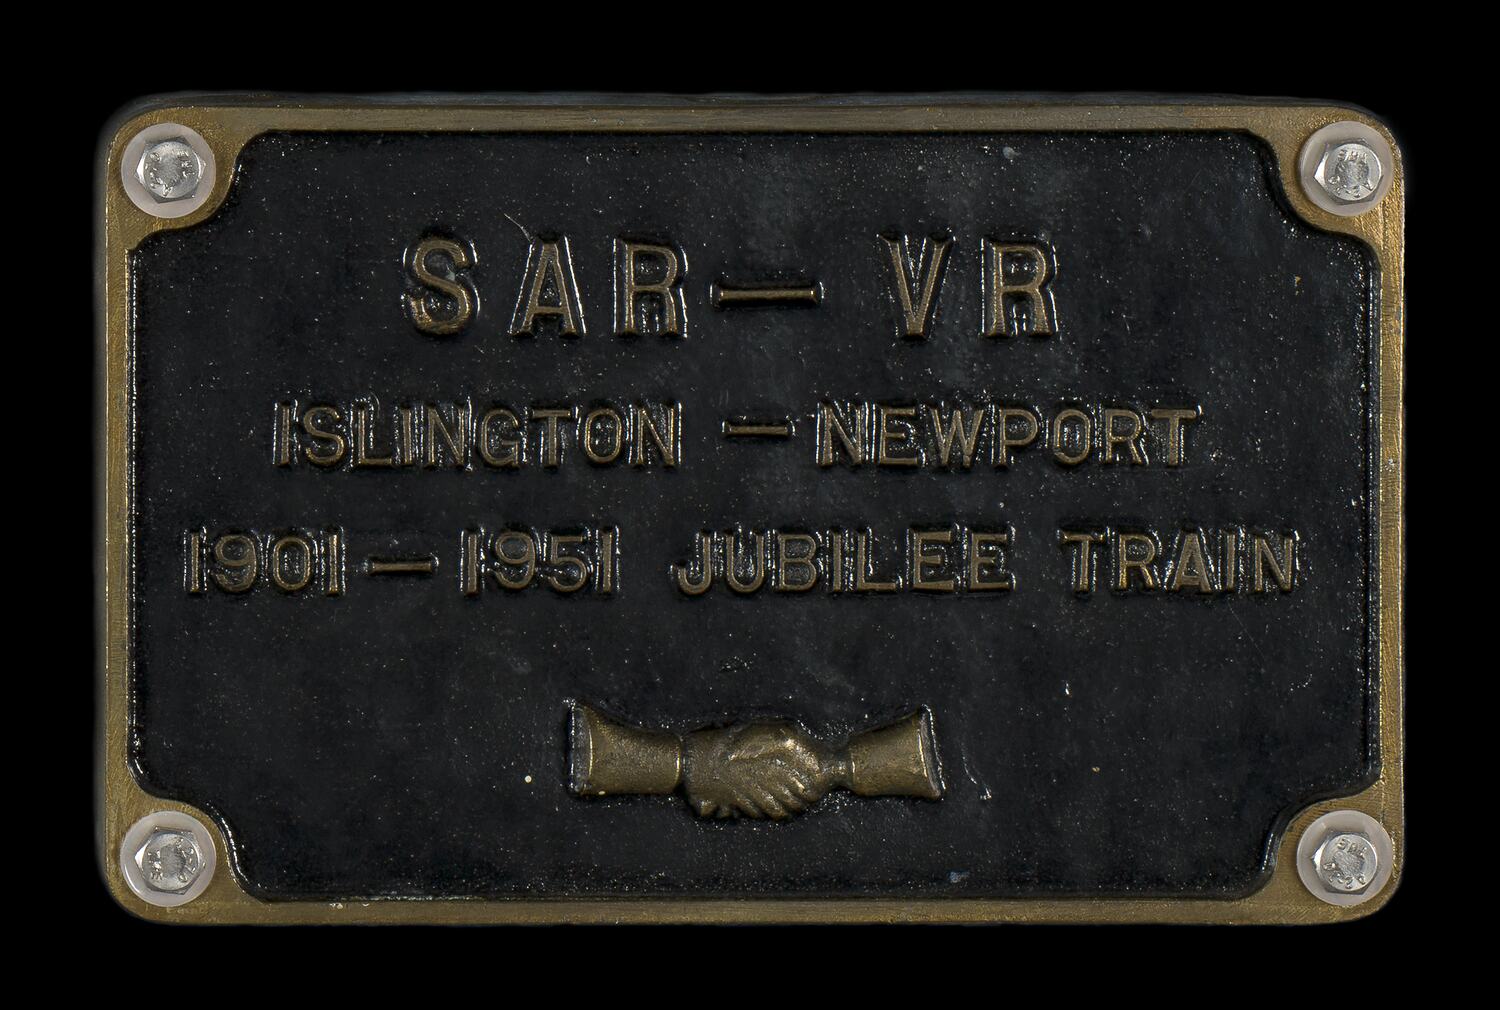 SAR — VR
ISLINGTON — NEWPORT
1901 — 1951 JUBILEE TRAIN